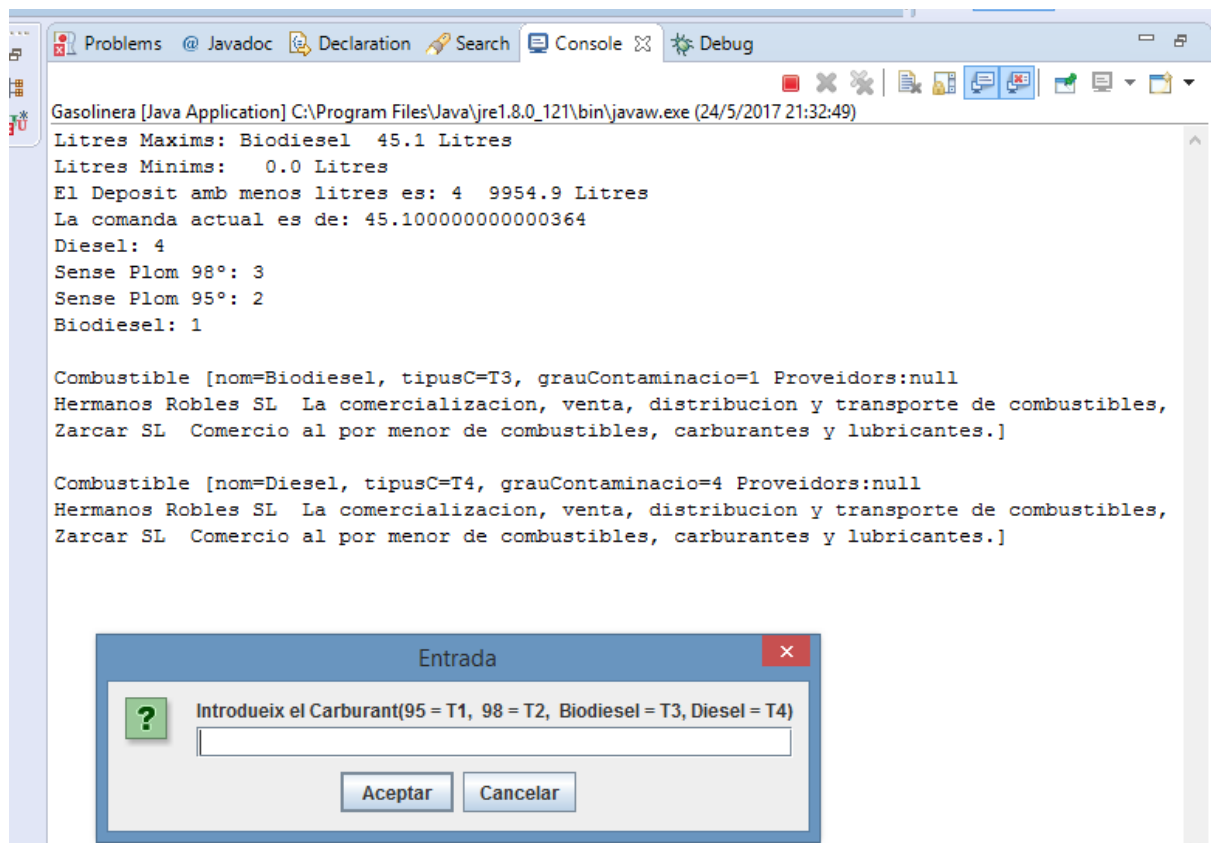 Problems @ Javadoc Declaration Search Console Debug
Gasolinera [Java Application] C:\Program Files\Java\jre1.8.0_121\bin\javaw.exe (24/5/2017 21:32:49)
Litres Maxims: Biodiesel  45.1 Litres
Litres Minims:   0.0 Litres
El Deposit amb menos litres es: 4  9954.9 Litres
La comanda actual es de: 45.100000000000364
Diesel: 4
Sense Plom 98º: 3
Sense Plom 95º: 2
Biodiesel: 1
Combustible [nom=Biodiesel, tipusC=T3, grauContaminacio=1 Proveidors:null
Hermanos Robles SL  La comercializacion, venta, distribucion y transporte de combustibles,
Zarcar SL  Comercio al por menor de combustibles, carburantes y lubricantes.]
Combustible [nom=Diesel, tipusC=T4, grauContaminacio=4 Proveidors:null
Hermanos Robles SL  La comercializacion, venta, distribucion y transporte de combustibles,
Zarcar SL  Comercio al por menor de combustibles, carburantes y lubricantes.]
Entrada
Introdueix el Carburant(95 = T1,  98 = T2,  Biodiesel = T3, Diesel = T4)
Aceptar Cancelar